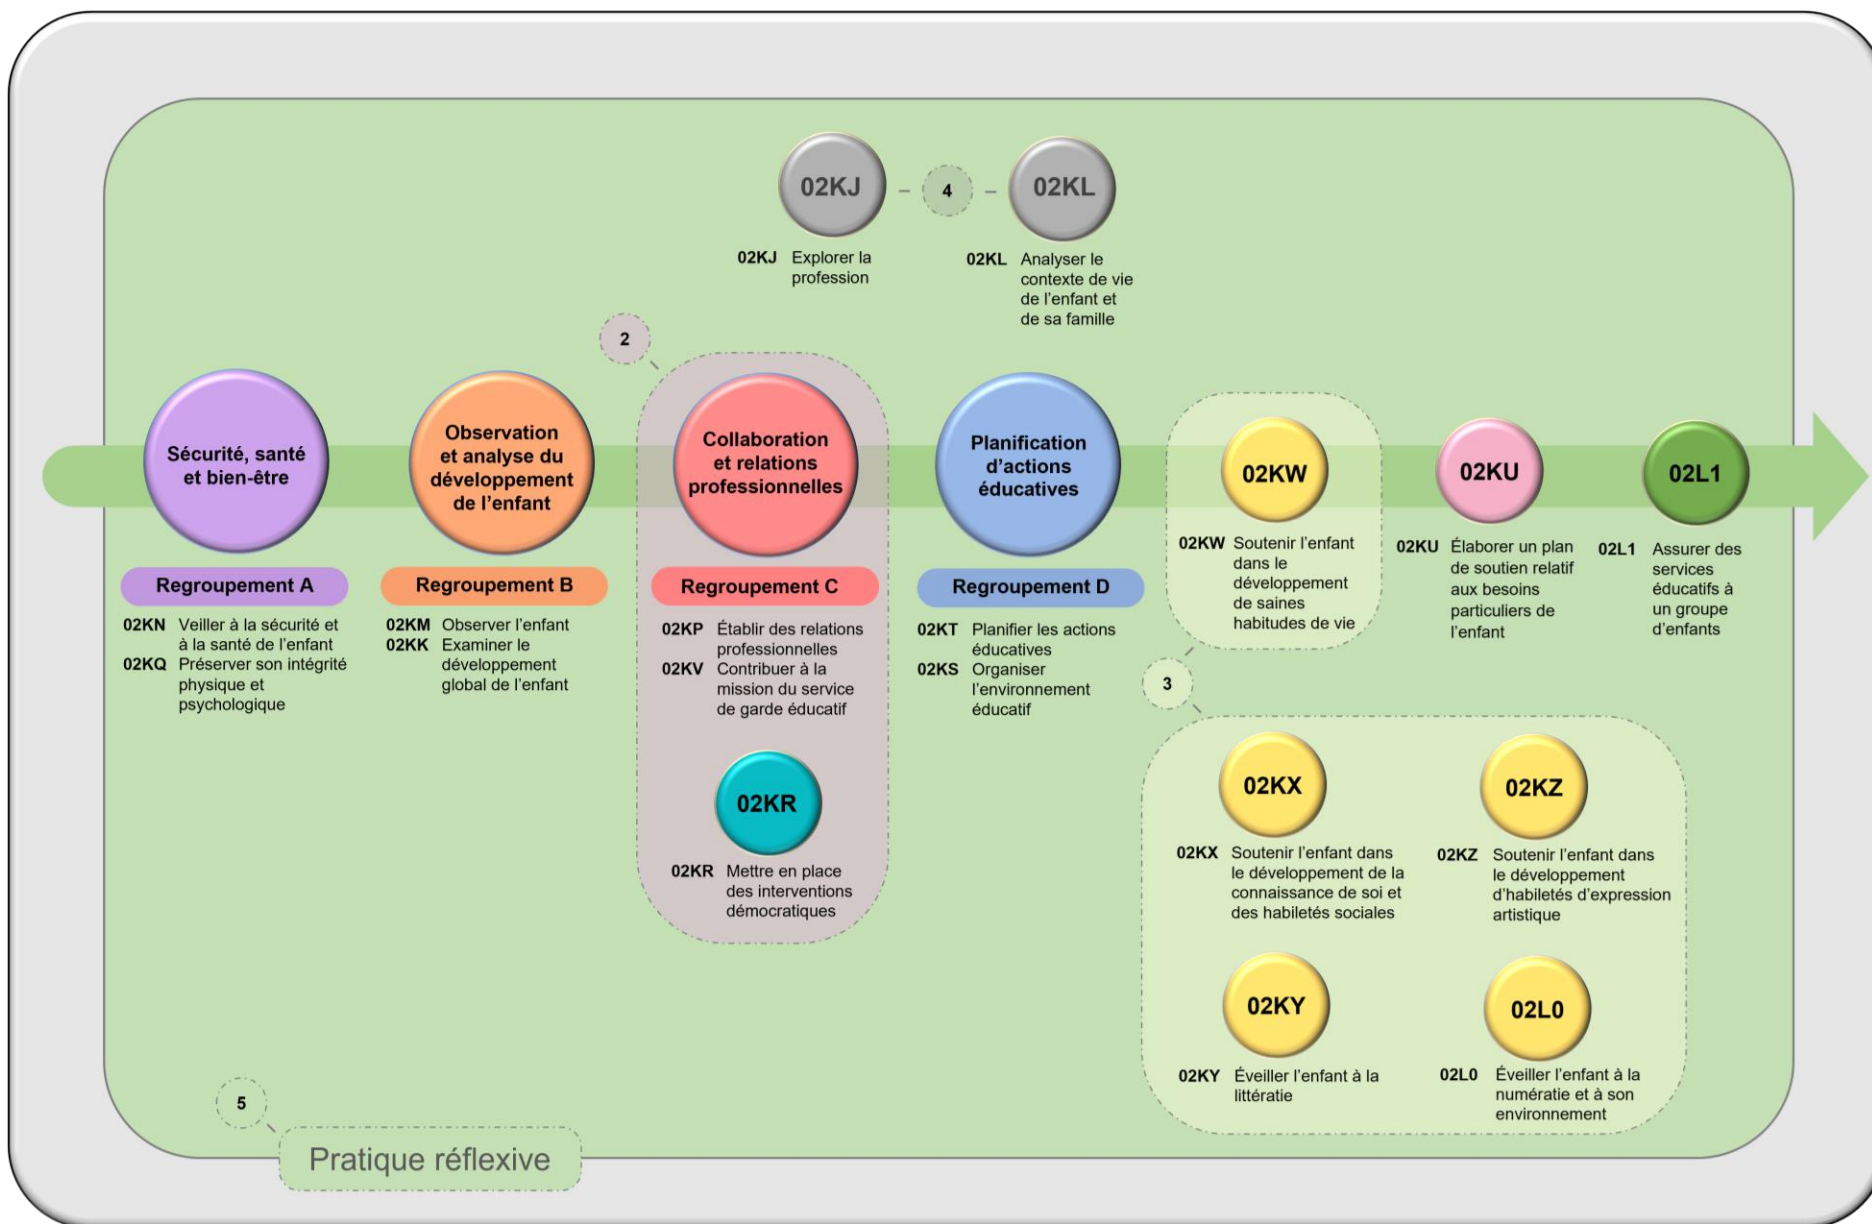 02KJ
4
02KL
02KJ Explorer la
profession
02KL Analyser le
contexte de vie
de l'enfant et
de sa famille
2
Sécurité, santé
et bien-être
Observation
et analyse du
développement
de l'enfant
Collaboration
et relations
professionnelles
Planification
d'actions
éducatives
02KW
02KU
02L1
Regroupement A
02KN Veiller à la sécurité et
à la santé de l'enfant
02KQ Préserver son intégrité
physique et
psychologique
Regroupement B
02KM Observer l'enfant
02KK Examiner le
développement
global de l'enfant
Regroupement C
02KP Établir des relations
professionnelles
02KV Contribuer à la
mission du service
de garde éducatif
02KR
02KR Mettre en place
des interventions
démocratiques
Regroupement D
02KT Planifier les actions
éducatives
02KS Organiser
l'environnement
éducatif
02KW Soutenir l'enfant
dans le
développement
de saines
habitudes de vie
02KU Élaborer un plan
de soutien relatif
aux besoins
particuliers de
l'enfant
02L1 Assurer des
services
éducatifs à
un groupe
d'enfants
3
02KX
02KX Soutenir l'enfant dans
le développement de la
connaissance de soi et
des habiletés sociales
02KZ
02KZ Soutenir l'enfant dans
le développement
d'habiletés d'expression
artistique
02KY
02KY Éveiller l'enfant à la
littératie
02L0
02L0 Éveiller l'enfant à la
numératie et à son
environnement
5
Pratique réflexive